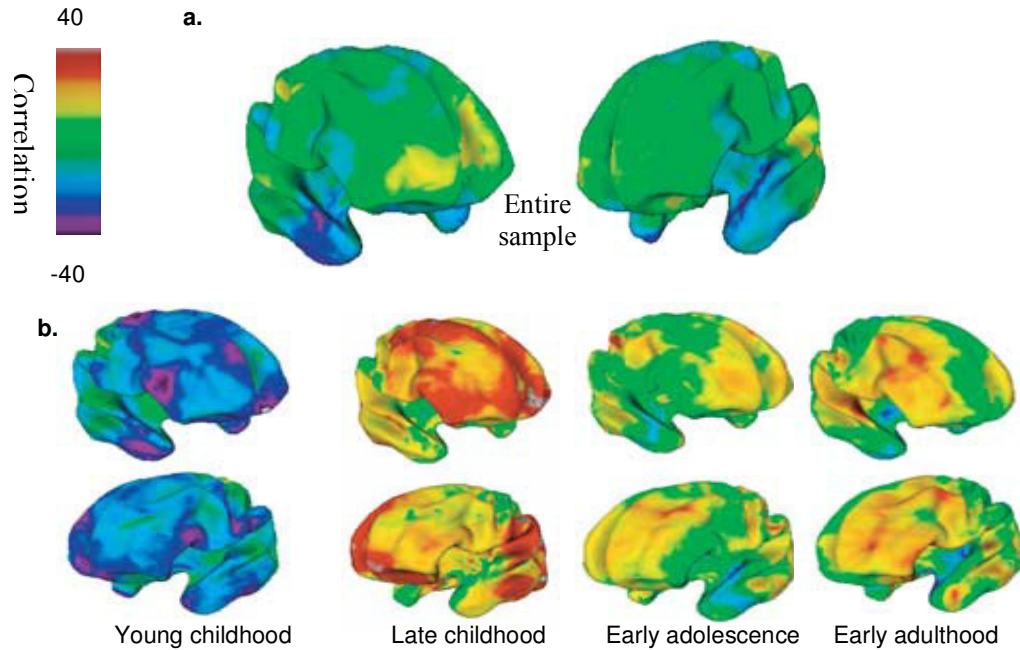 40
a.
Correlation
Entire
sample
-40
b.
Young childhood
Late childhood
Early adolescence
Early adulthood